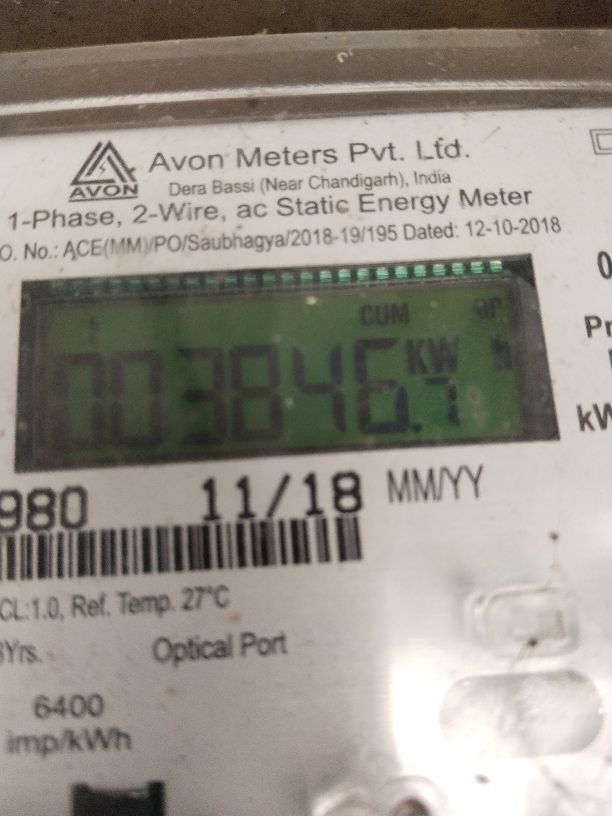 AVON
Avon Meters Pvt. Ltd.
Dera Bassi (Near Chandigarh), India
1-Phase, 2-Wire, ac Static Energy Meter
O. No.: ACE(MM)/PO/Saubhagya/2018-19/195 Dated: 12-10-2018
CUM
003846.7 KW h
980 11/18 MM/YY
CL:1.0, Ref. Temp. 27°C
Yrs. Optical Port
6400
imp/kWh